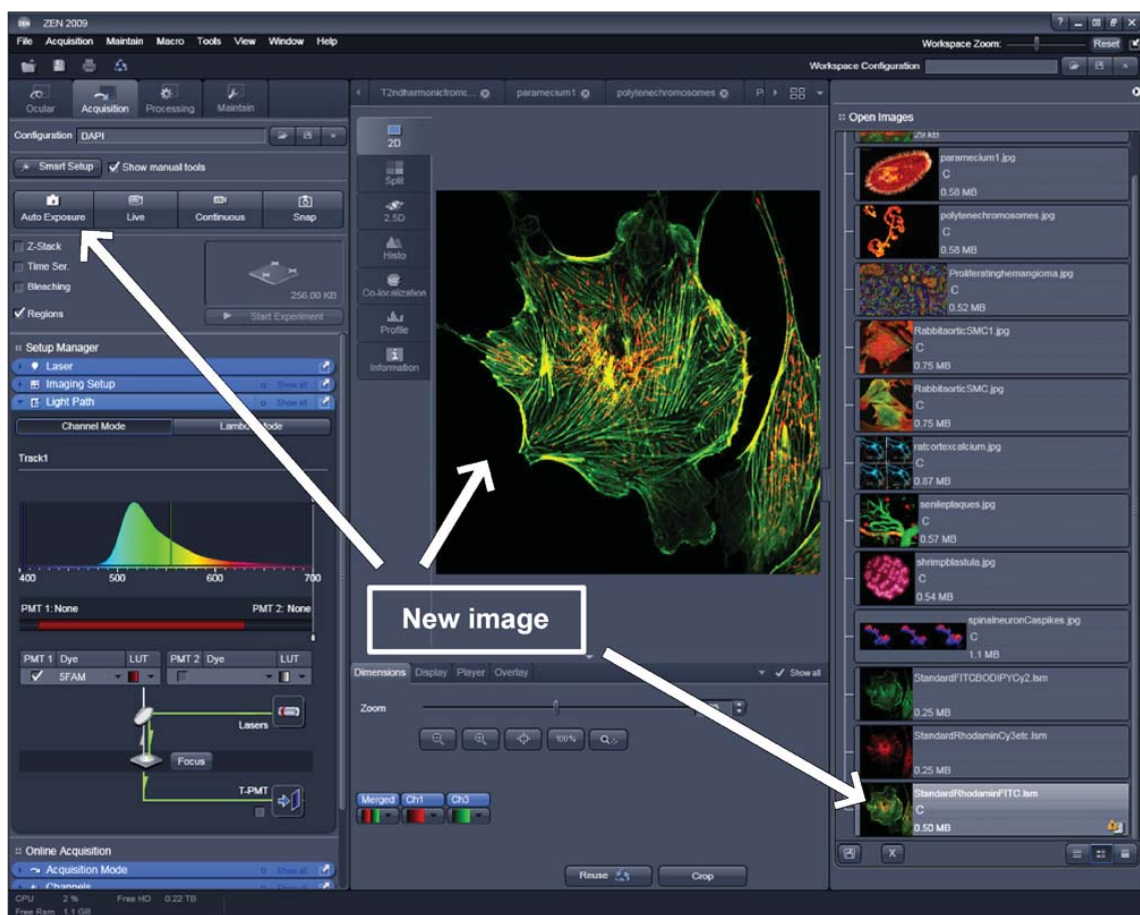 ZEN 2009
File Acquisition Maintain Macro Tools View Window Help
Workspace Zoom: Reset
Workspace Configuration
Ocular Acquisition Processing Maintain
T2ndharmonicfromc... paramecium1 polytenechromosomes P
Configuration DAPI
Smart Setup Show manual tools
Auto Exposure Live Continuous Snap
Z-Stack
Time Ser.
Bleaching
Regions
256.00 KB
Start Experiment
Setup Manager
Laser
Imaging Setup Show all
Light Path Show all
Channel Mode
Track1
400 500 600 700
PMT 1: None PMT 2: None
PMT 1 Dye LUT PMT 2 Dye LUT
5FAM
Lasers
Focus
T-PMT
Online Acquisition
Acquisition Mode Show all
Channels
CPU 2 % Free HD 0.22 TB
Free Ram 1.1 GB
2D
Split
2.5D
Histo
Co-localization
Profile
Information
New image
Dimensions Display Player Overlay Show all
Zoom
100%
Merged Ch1 Ch3
Reuse Crop
Open Images
29 KB
paramecium1.jpg
C
0.58 MB
polytenechromosomes.jpg
C
0.58 MB
Proliferatinghemangioma.jpg
C
0.52 MB
RabbitaorticSMC1.jpg
C
0.75 MB
RabbitaorticSMC.jpg
C
0.75 MB
ratcortexcalcium.jpg
C
0.87 MB
senileplaques.jpg
C
0.57 MB
shrimpblastula.jpg
C
0.54 MB
spinalneuronCaspikes.jpg
C
1.1 MB
StandardFITCBODIPYCy2.lsm
0.25 MB
StandardRhodaminCy3etc.lsm
0.25 MB
StandardRhodaminFITC.lsm
C
0.50 MB